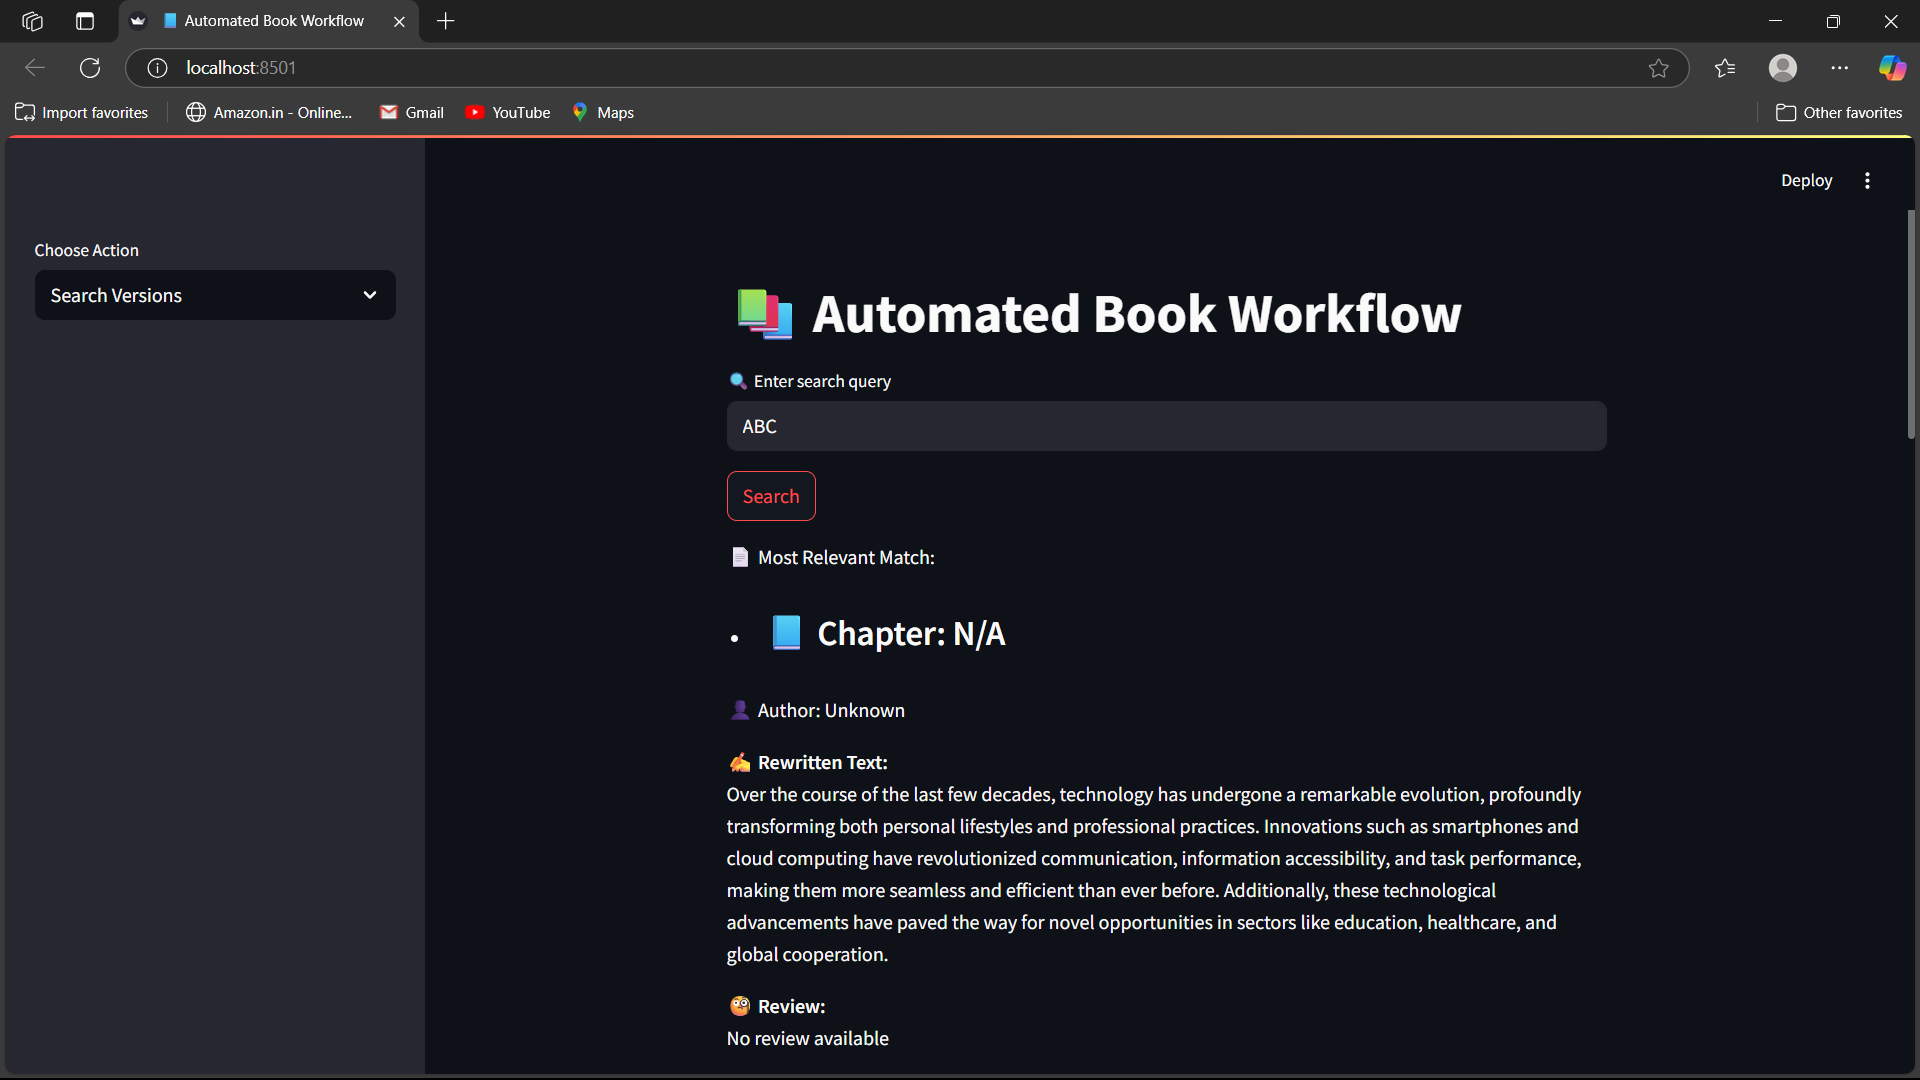 Automated Book Workflow
localhost:8501
Import favorites
Amazon.in - Online...
Gmail
YouTube
Maps
Other favorites
Deploy
Choose Action
Search Versions
Automated Book Workflow
Enter search query
ABC
Search
Most Relevant Match:
• Chapter: N/A
Author: Unknown
Rewritten Text:
Over the course of the last few decades, technology has undergone a remarkable evolution, profoundly
transforming both personal lifestyles and professional practices. Innovations such as smartphones and
cloud computing have revolutionized communication, information accessibility, and task performance,
making them more seamless and efficient than ever before. Additionally, these technological
advancements have paved the way for novel opportunities in sectors like education, healthcare, and
global cooperation.
Review:
No review available